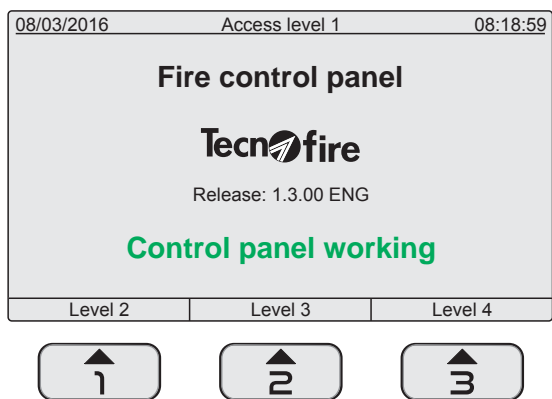 08/03/2016 Access level 1 08:18:59
Fire control panel
Tecnofire
Release: 1.3.00 ENG
Control panel working
Level 2 Level 3 Level 4
1 2 3